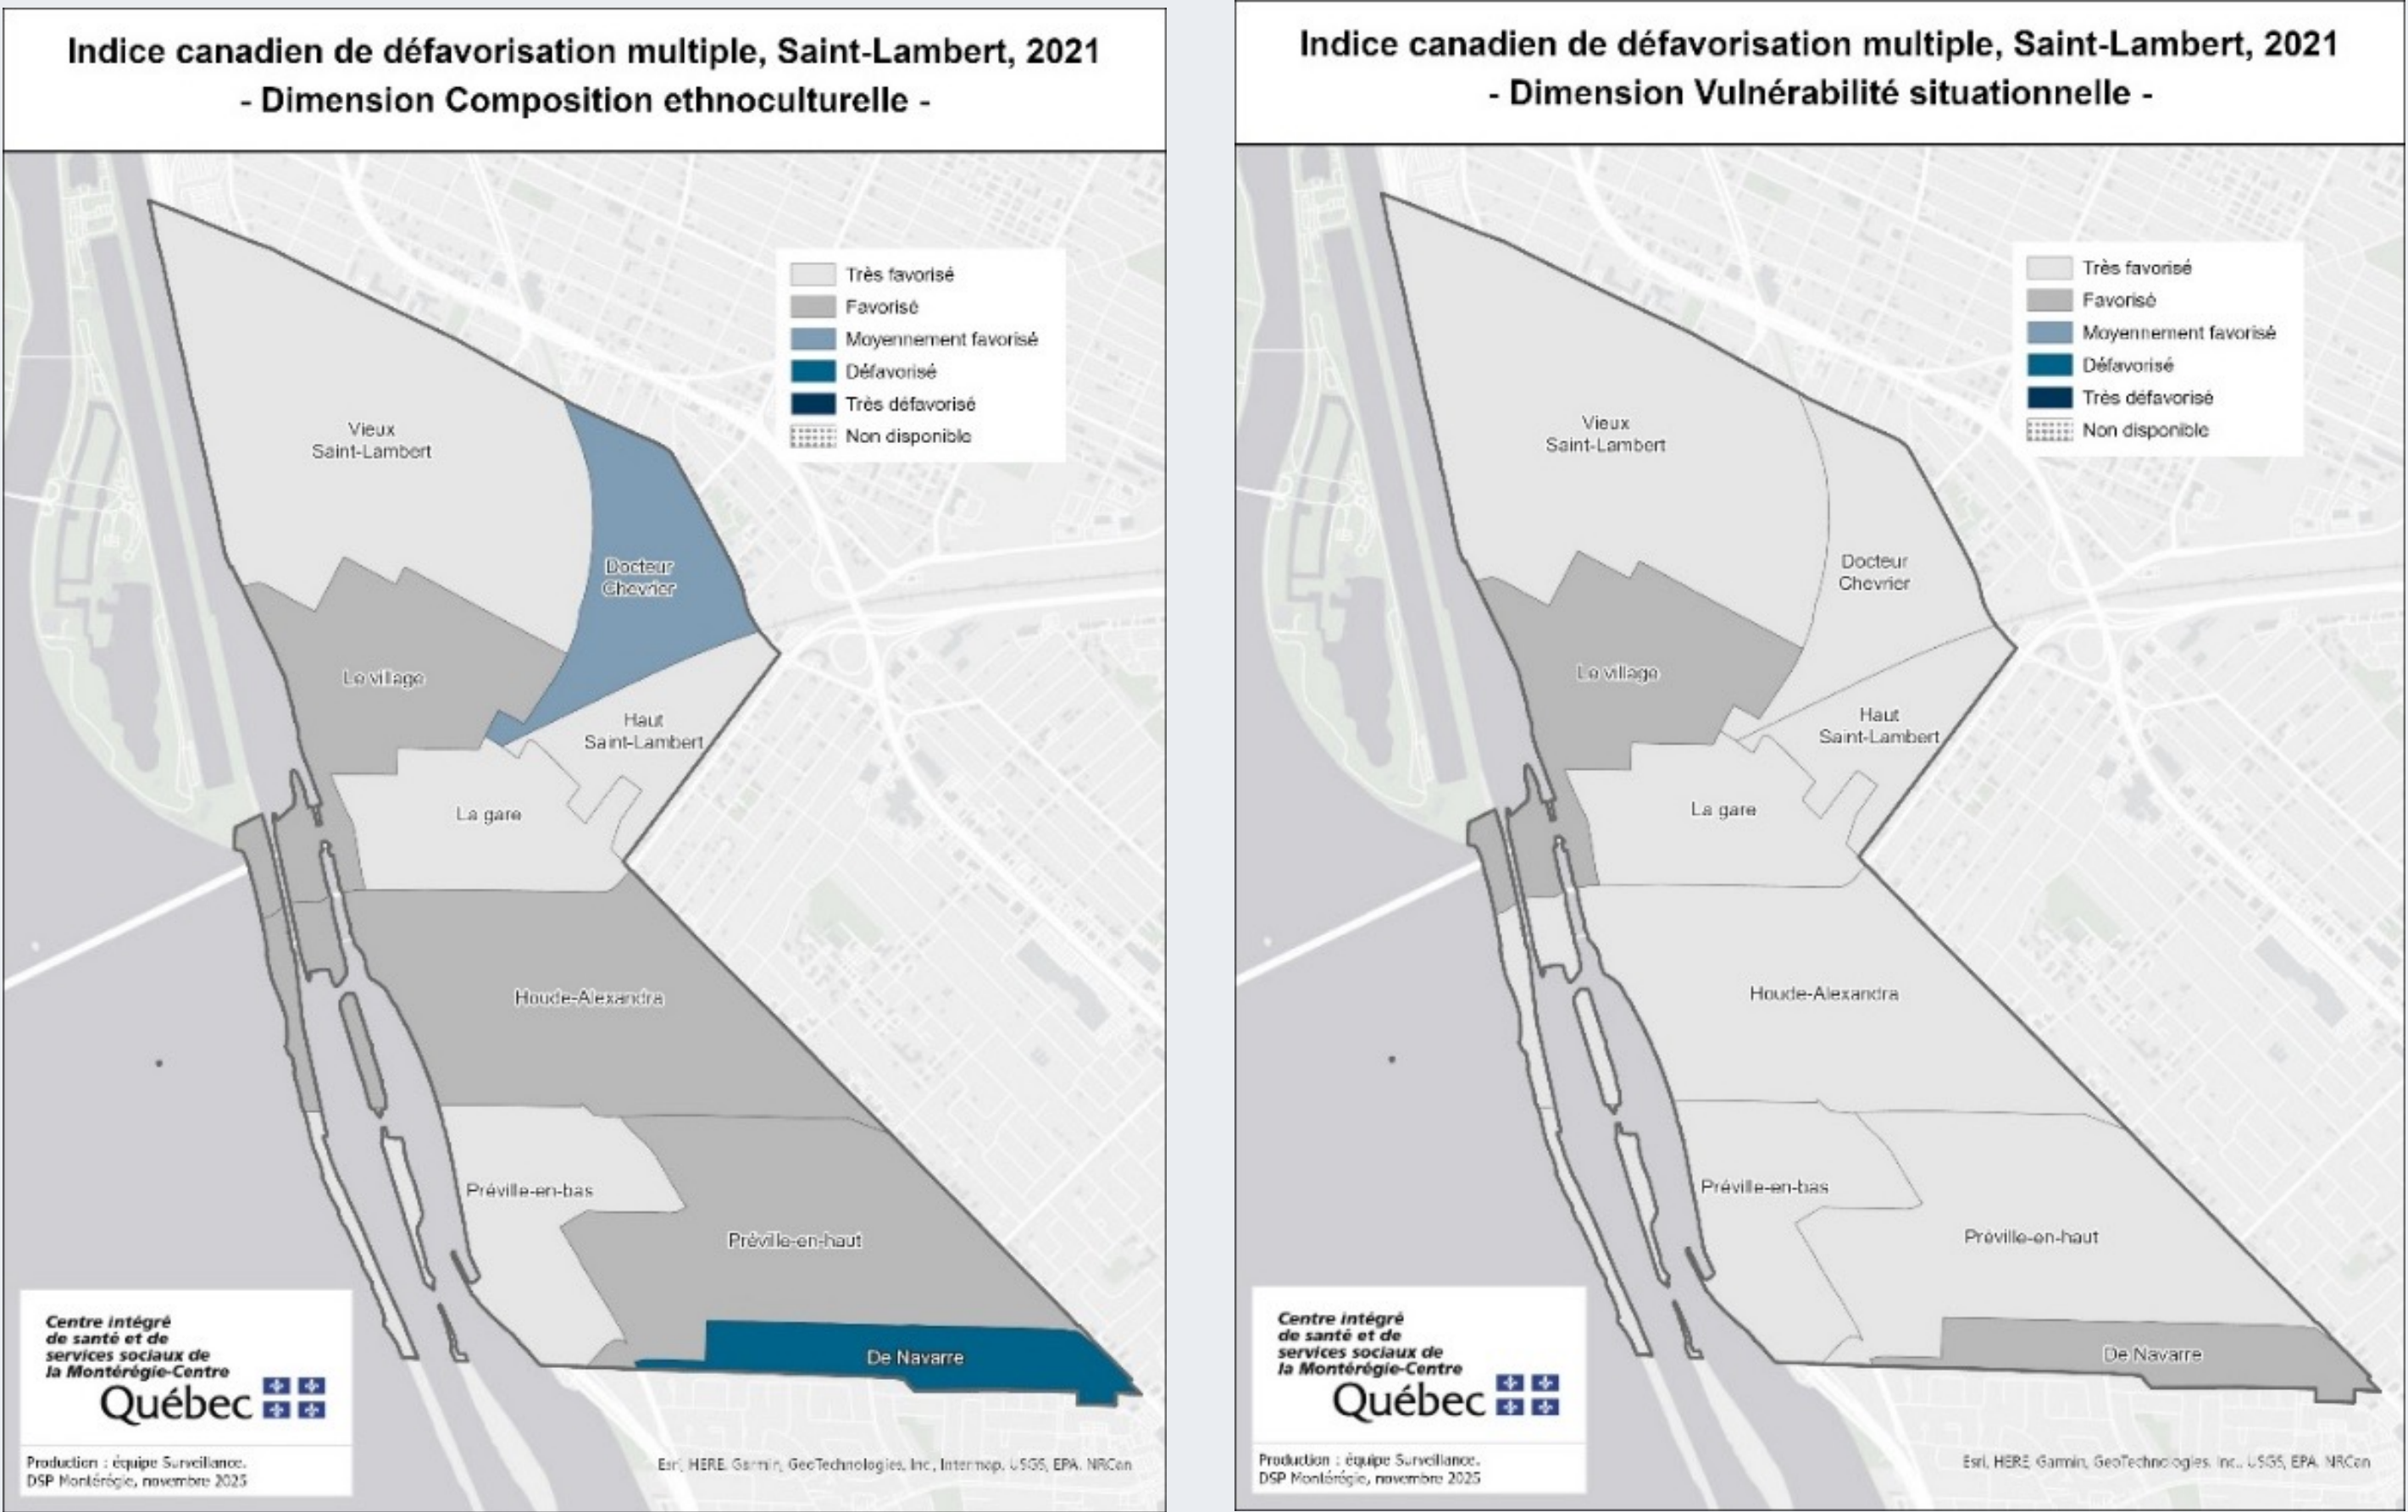 Indice canadien de défavorisation multiple, Saint-Lambert, 2021
- Dimension Composition ethnoculturelle -
Très favorisé
Favorisé
Moyennement favorisé
Défavorisé
Très défavorisé
Non disponible
Vieux
Saint-Lambert
Docteur
Chevrier
Le village
Haut
Saint-Lambert
La gare
Houde-Alexandra
Préville-en-bas
Préville-en-haut
De Navarre
Centre intégré
de santé et de
services sociaux de
la Montérégie-Centre
Québec
Production : équipe Surveillance.
DSP Montérégie, novembre 2025
Esri, HERE, Garmin, GeoTechnologies, Inc., Intermap, USGS, EPA, NRCan
Indice canadien de défavorisation multiple, Saint-Lambert, 2021
- Dimension Vulnérabilité situationnelle -
Très favorisé
Favorisé
Moyennement favorisé
Défavorisé
Très défavorisé
Non disponible
Vieux
Saint-Lambert
Docteur
Chevrier
Le village
Haut
Saint-Lambert
La gare
Houde-Alexandra
Préville-en-bas
Préville-en-haut
De Navarre
Centre intégré
de santé et de
services sociaux de
la Montérégie-Centre
Québec
Production : équipe Surveillance.
DSP Montérégie, novembre 2025
Esri, HERE, Garmin, GeoTechnologies, Inc., USGS, EPA, NRCan